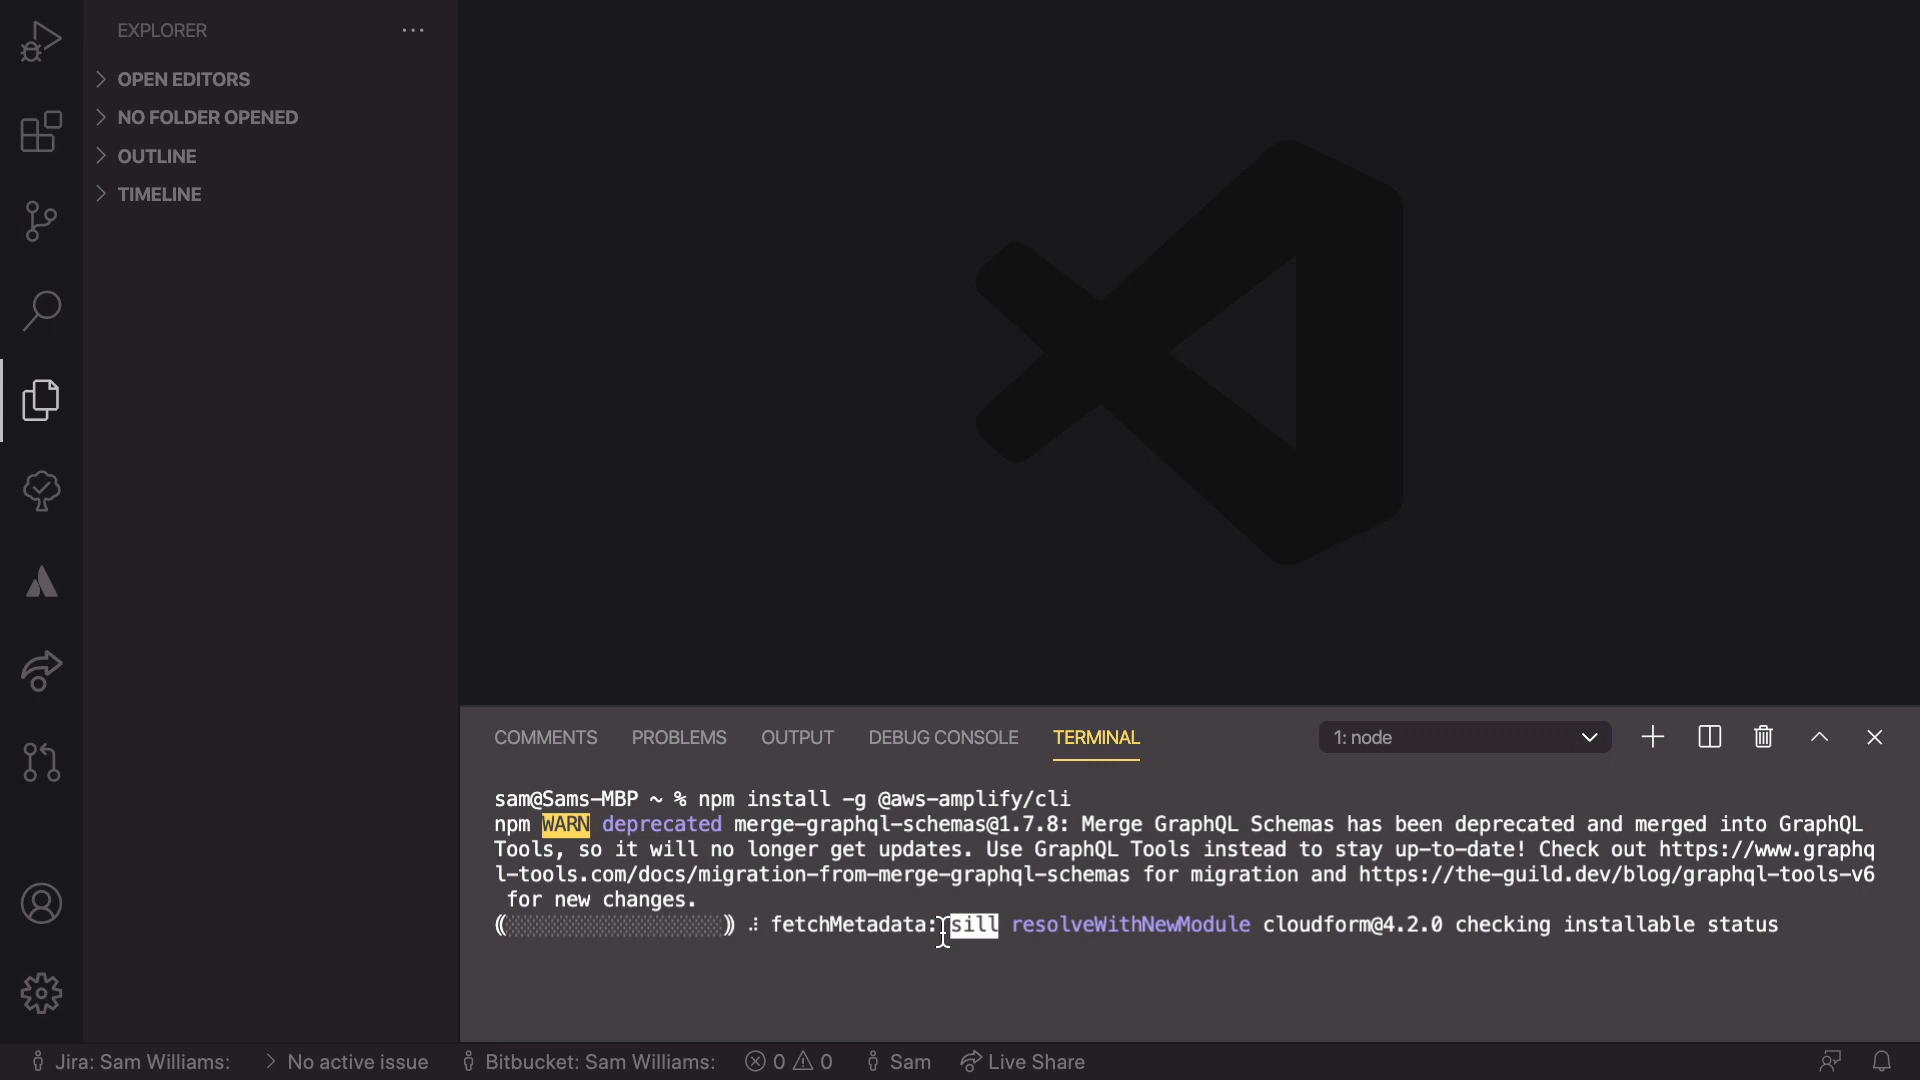 EXPLORER
OPEN EDITORS
NO FOLDER OPENED
OUTLINE
TIMELINE
COMMENTS PROBLEMS OUTPUT DEBUG CONSOLE TERMINAL 1: node
sam@Sams-MBP ~ % npm install -g @aws-amplify/cli
npm WARN deprecated merge-graphql-schemas@1.7.8: Merge GraphQL Schemas has been deprecated and merged into GraphQL
Tools, so it will no longer get updates. Use GraphQL Tools instead to stay up-to-date! Check out https://www.graphq
l-tools.com/docs/migration-from-merge-graphql-schemas for migration and https://the-guild.dev/blog/graphql-tools-v6
for new changes.
fetchMetadata: sill resolveWithNewModule cloudform@4.2.0 checking installable status
Jira: Sam Williams: No active issue Bitbucket: Sam Williams: 0 0 Sam Live Share